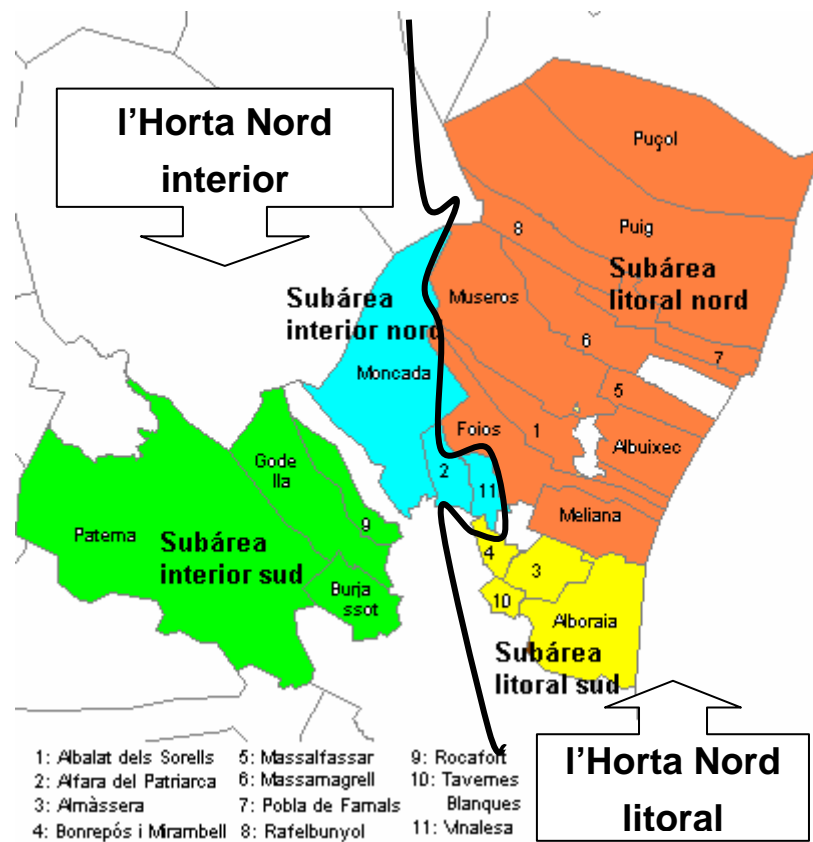 l'Horta Nord
interior
Puçol
Puig
8
Subárea
litoral nord
Subárea
interior nord
Museros
6
7
Moncada
5
Foios
1
Albuixec
Gode
lla
2
11
9
Meliana
Paterna
Subárea
interior sud
4
3
Burja
ssot
10
Alboraia
Subárea
litoral sud
l'Horta Nord
litoral
1: Albalat dels Sorells
2: Alfara del Patriarca
3: Almàssera
4: Bonrepós i Mirambell
5: Massalfassar
6: Massamagrell
7: Pobla de Farnals
8: Rafelbunyol
9: Rocafort
10: Tavernes
Blanques
11: Vinalesa